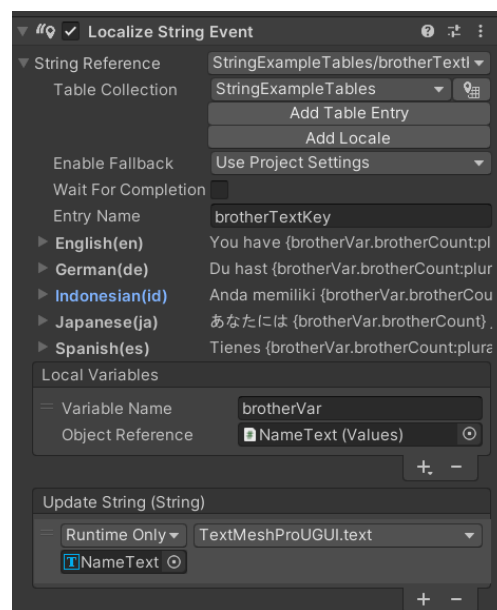 Localize String Event
String Reference StringExampleTables/brotherTextl
Table Collection StringExampleTables
Add Table Entry
Add Locale
Enable Fallback Use Project Settings
Wait For Completion
Entry Name brotherTextKey
English(en) You have {brotherVar.brotherCount:pl
German(de) Du hast {brotherVar.brotherCount:plur
Indonesian(id) Anda memiliki {brotherVar.brotherCou
Japanese(ja) あなたには {brotherVar.brotherCount}
Spanish(es) Tienes {brotherVar.brotherCount:plura
Local Variables
Variable Name brotherVar
Object Reference NameText (Values)
Update String (String)
Runtime Only TextMeshProUGUI.text
NameText